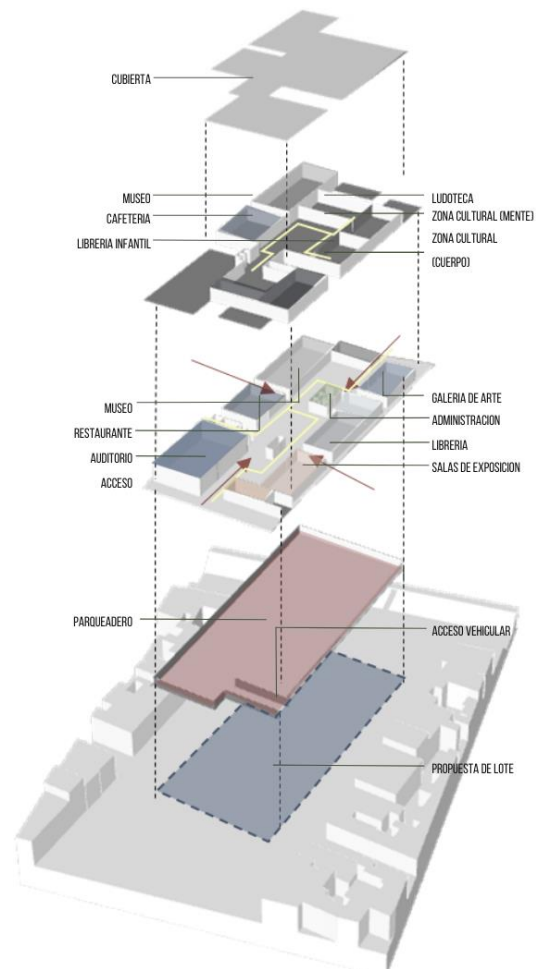 CUBIERTA
MUSEO
CAFETERIA
LIBRERIA INFANTIL
LUDOTECA
ZONA CULTURAL (MENTE)
ZONA CULTURAL
(CUERPO)
MUSEO
RESTAURANTE
AUDITORIO
ACCESO
GALERIA DE ARTE
ADMINISTRACION
LIBRERIA
SALAS DE EXPOSICION
PARQUEADERO
ACCESO VEHICULAR
PROPUESTA DE LOTE